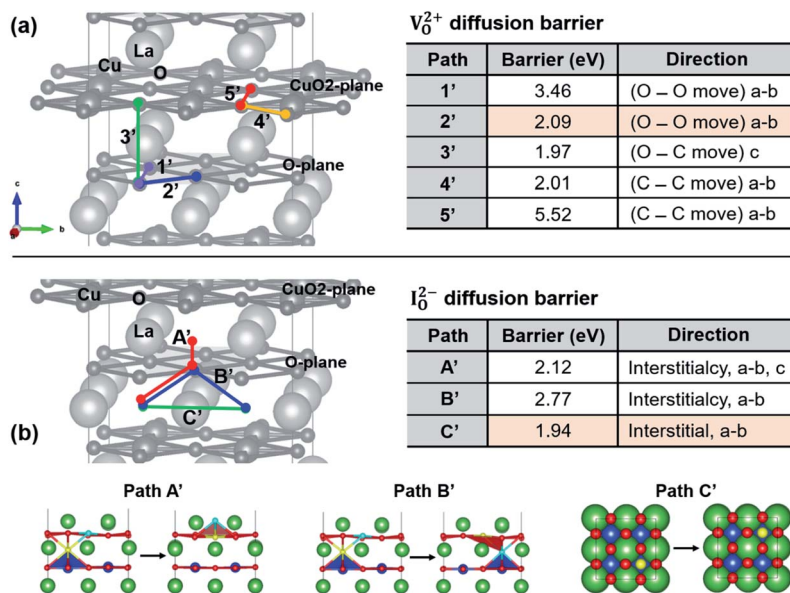 (a)
La
Cu
O
CuO2-plane
5'
4'
3'
O-plane
1'
2'
c
a
b
V_O^{2+} diffusion barrier
Path Barrier (eV) Direction
1' 3.46 (O – O move) a-b
2' 2.09 (O – O move) a-b
3' 1.97 (O – C move) c
4' 2.01 (C – C move) a-b
5' 5.52 (C – C move) a-b
Cu
O
CuO2-plane
La
A'
O-plane
B'
C'
(b)
I_O^{2−} diffusion barrier
Path Barrier (eV) Direction
A' 2.12 Interstitialcy, a-b, c
B' 2.77 Interstitialcy, a-b
C' 1.94 Interstitial, a-b
Path A' Path B' Path C'